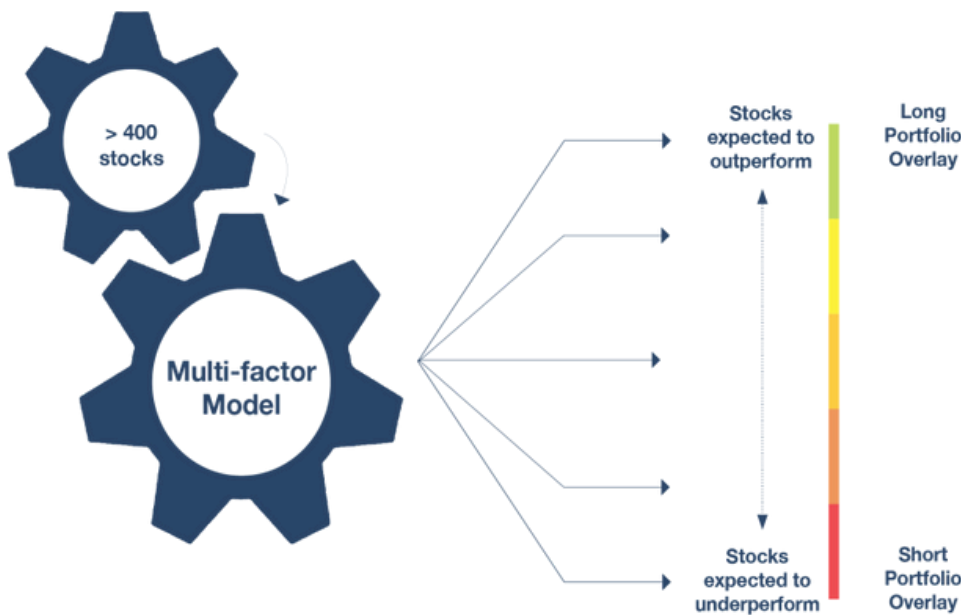 > 400
stocks
Multi-factor
Model
Stocks
expected to
outperform
Long
Portfolio
Overlay
Stocks
expected to
underperform
Short
Portfolio
Overlay